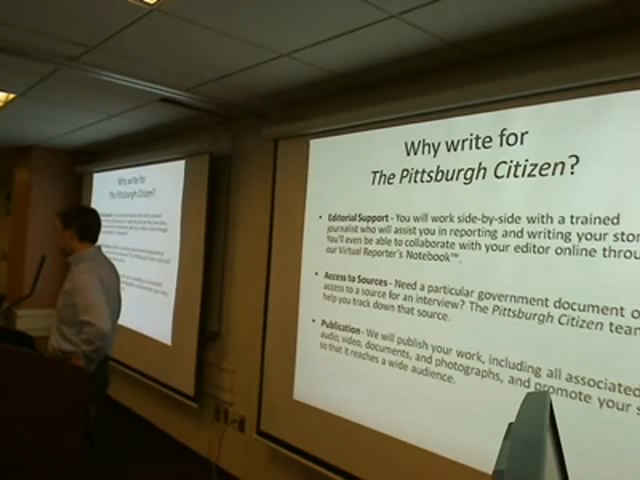 Why write for
The Pittsburgh Citizen?
• Editorial Support - You will work side-by-side with a trained
journalist who will assist you in reporting and writing your stor
You'll even be able to collaborate with your editor online throu
our Virtual Reporter's Notebook™.
• Access to Sources - Need a particular government document o
access to a source for an interview? The Pittsburgh Citizen team
help you track down that source.
• Publication - We will publish your work, including all associated
audio, video, documents, and photographs, and promote your s
so that it reaches a wide audience.
Why write for
The Pittsburgh Citizen?